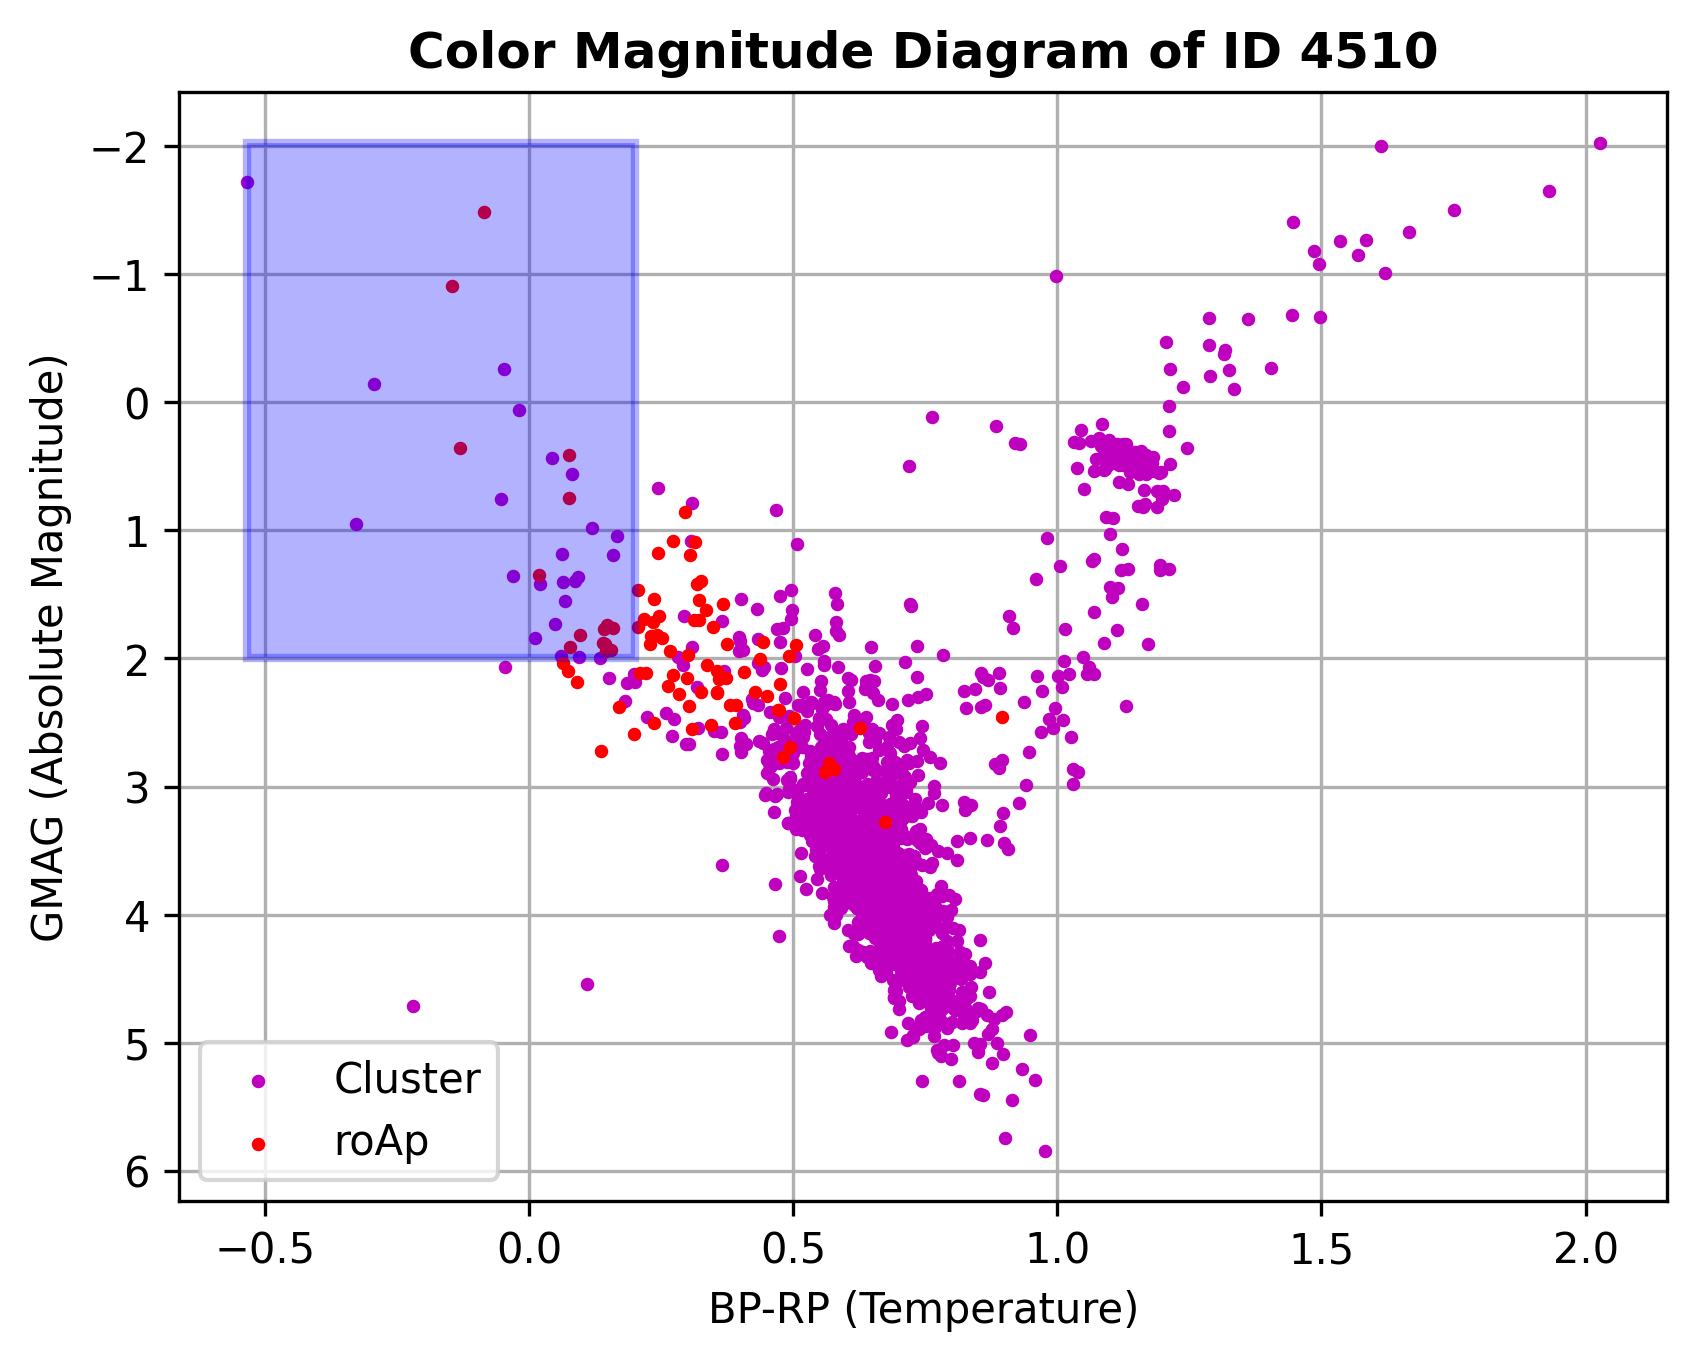 Color Magnitude Diagram of ID 4510
GMAG (Absolute Magnitude)
−2
−1
0
1
2
3
4
5
6
Cluster
roAp
−0.5 0.0 0.5 1.0 1.5 2.0
BP-RP (Temperature)